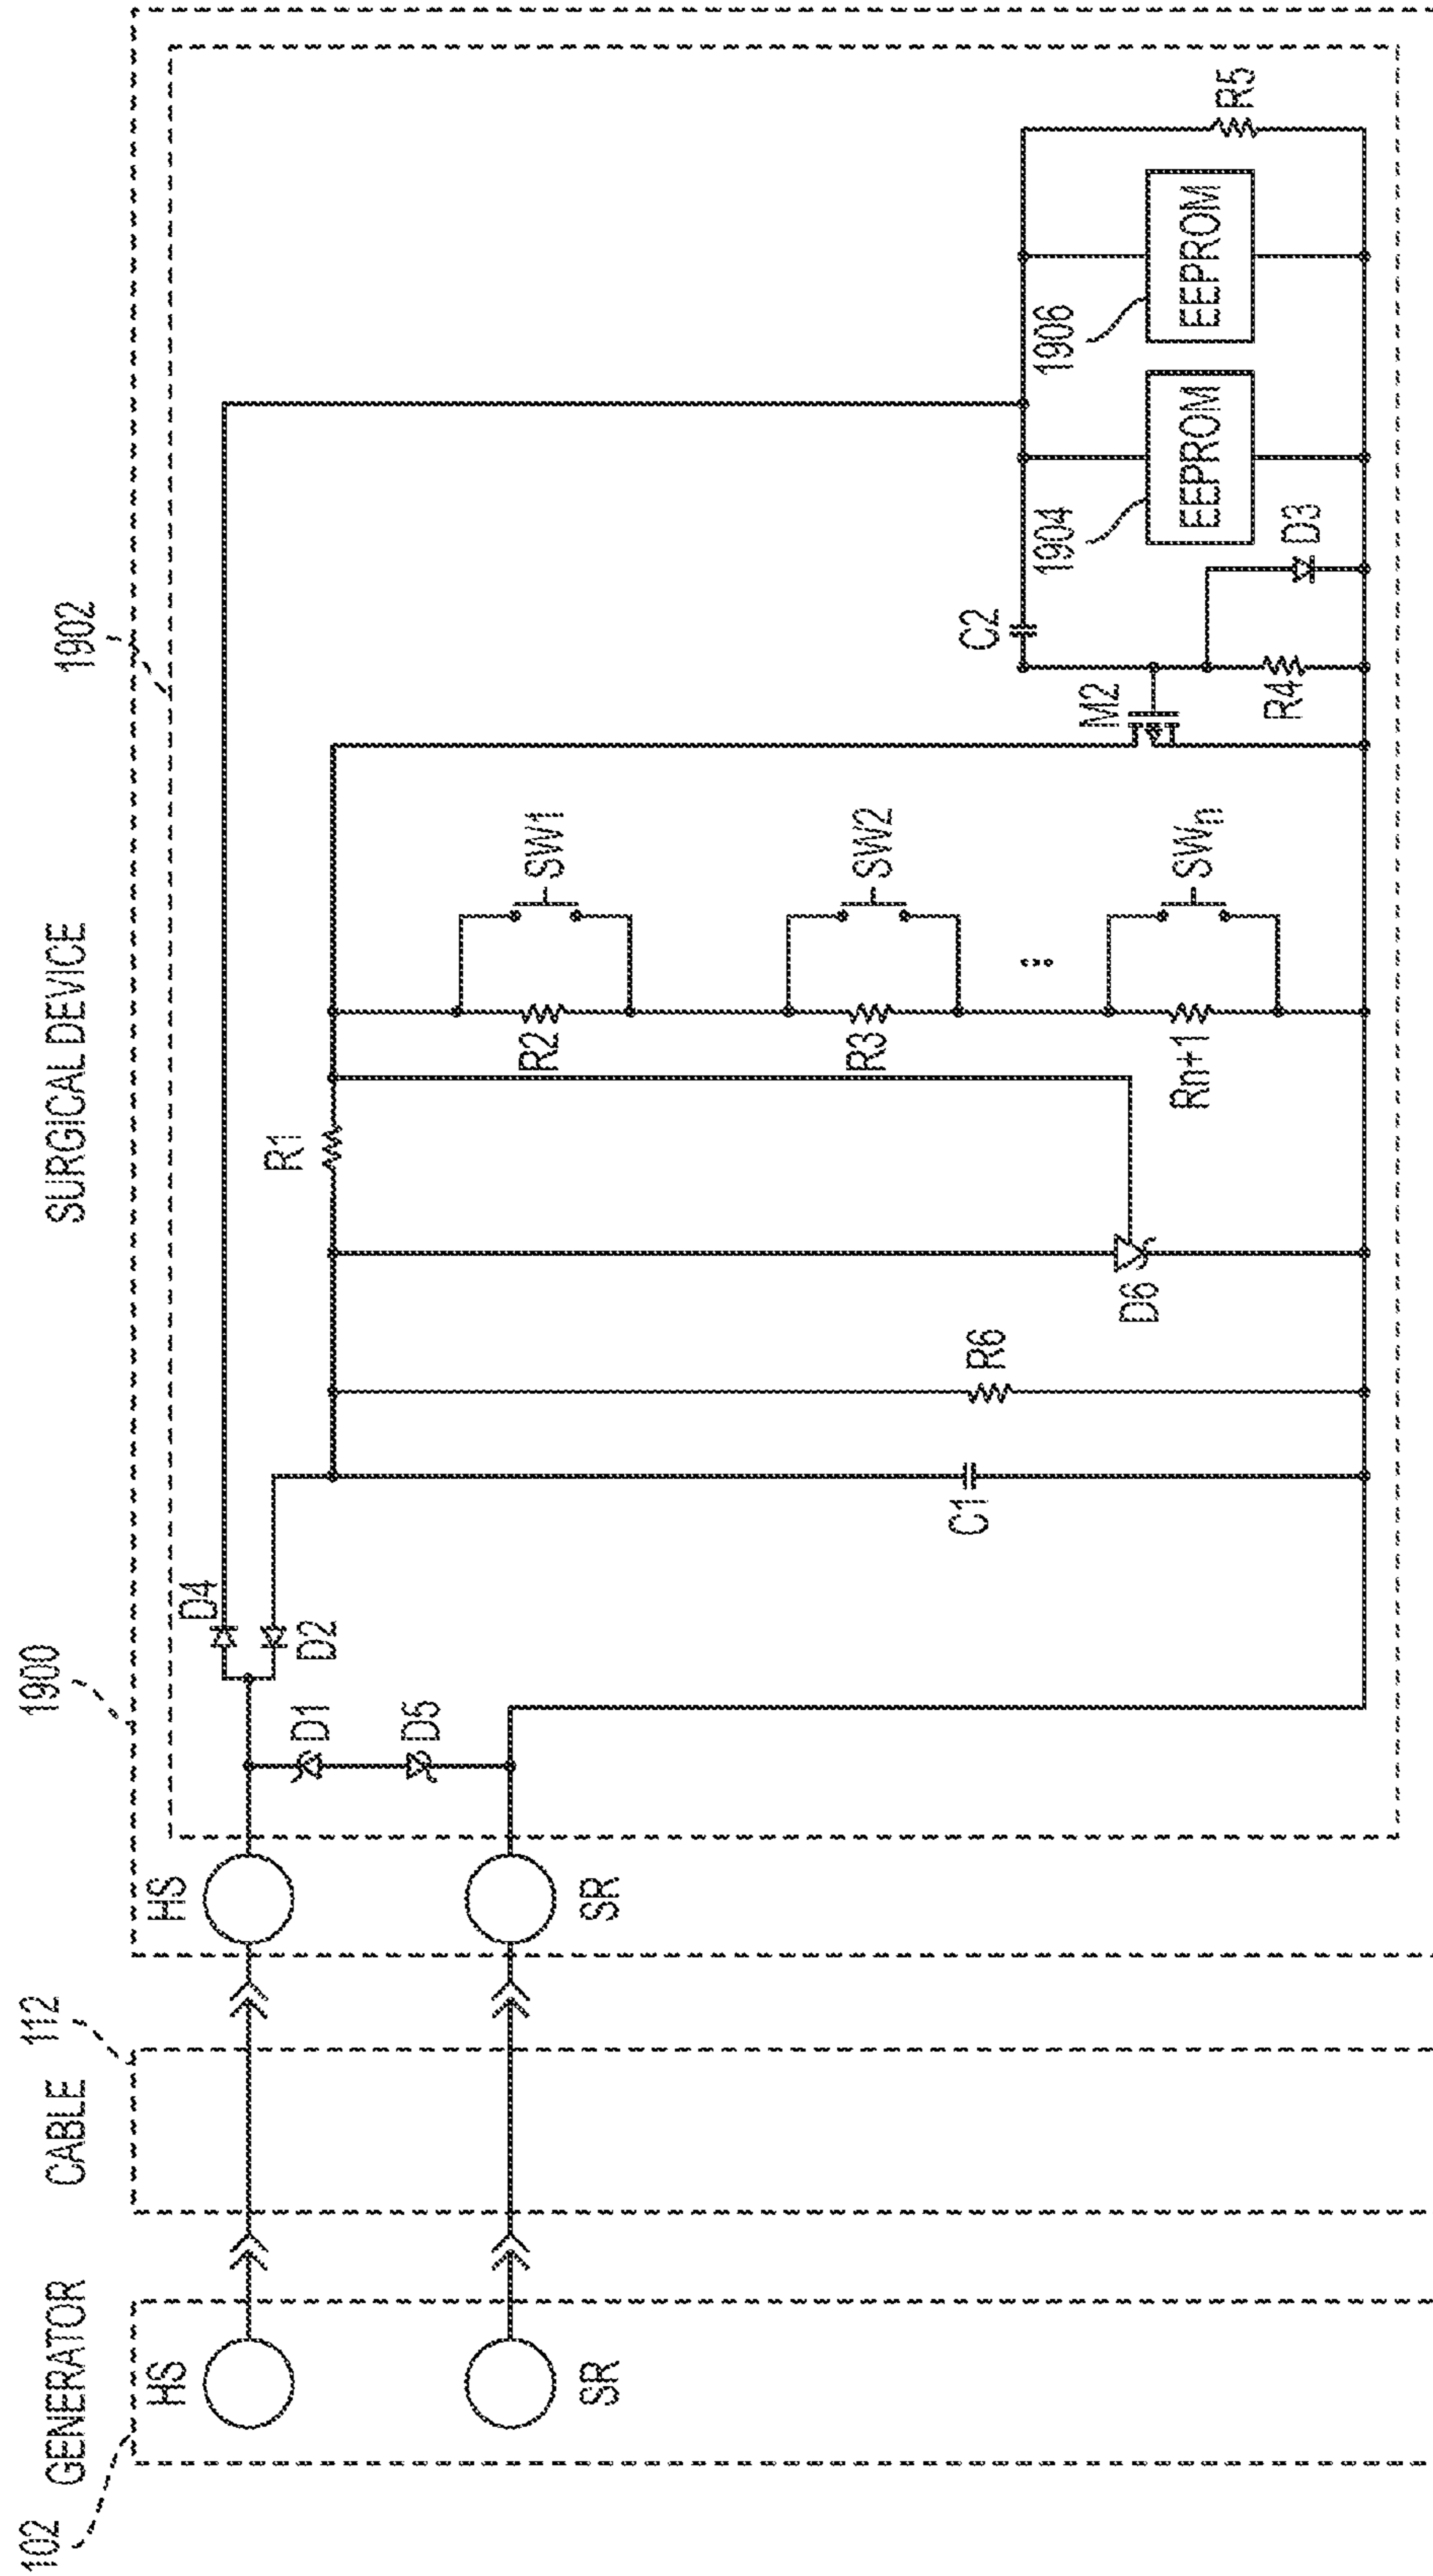 102
GENERATOR
CABLE
112
1900
SURGICAL DEVICE
1902
HS
HS
SR
SR
D1
D5
D4
D2
C1
R6
D6
R1
R2
SW1
R3
SW2
Rn+1
SWn
M2
R4
C2
D3
1904
EEPROM
1906
EEPROM
R5